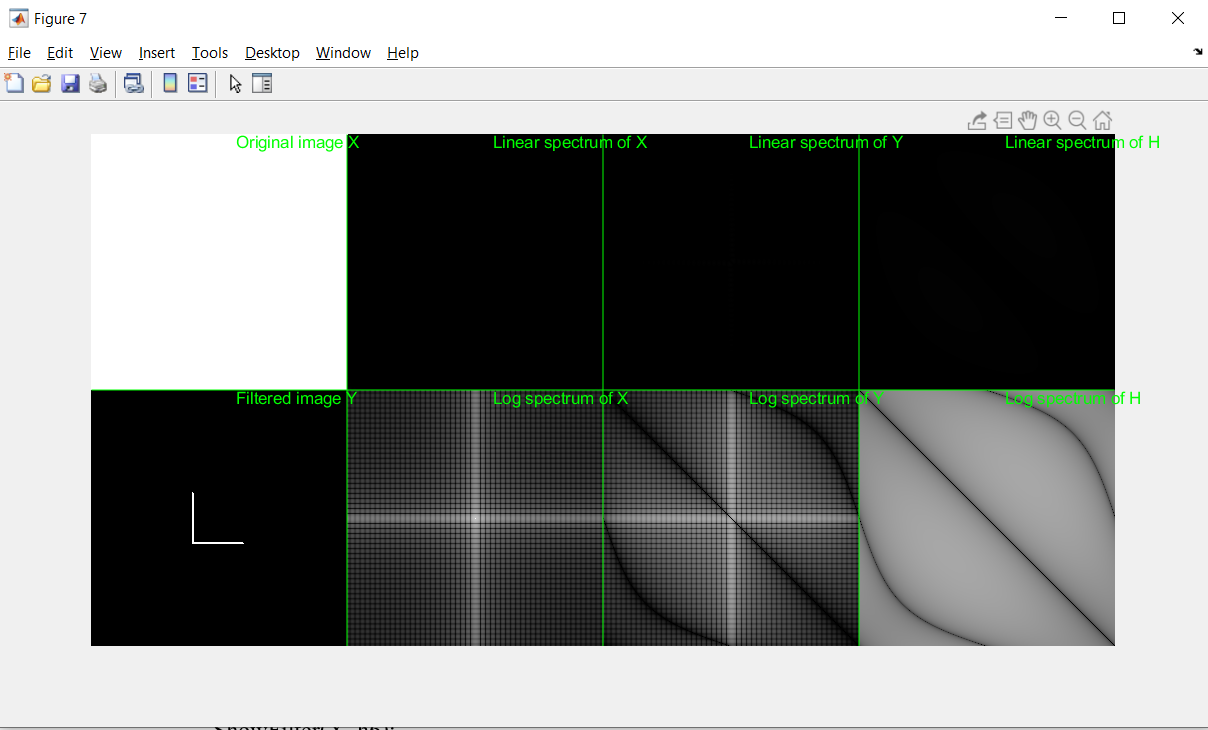 Figure 7
File Edit View Insert Tools Desktop Window Help
Original image X
Linear spectrum of X
Linear spectrum of Y
Linear spectrum of H
Filtered image Y
Log spectrum of X
Log spectrum of Y
Log spectrum of H